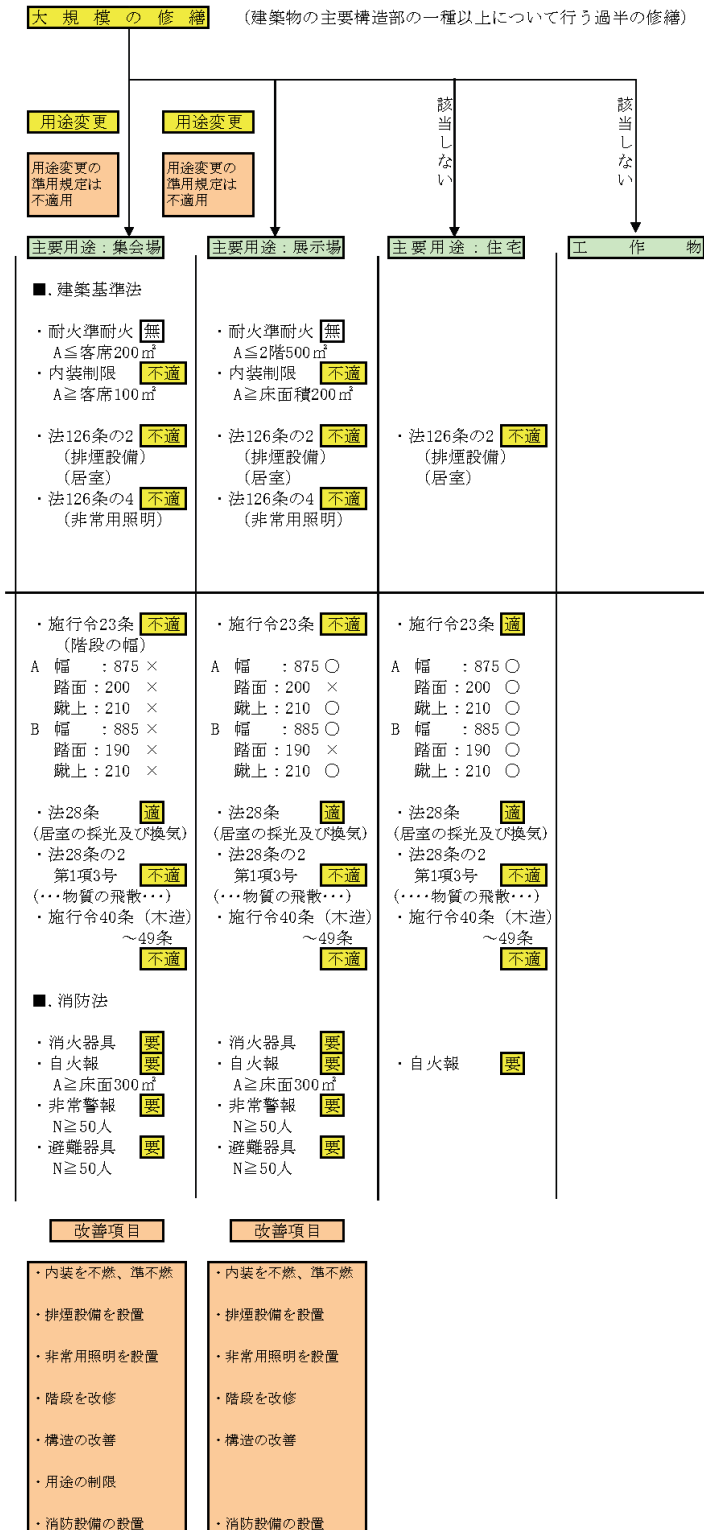 大規模の修繕 (建築物の主要構造部の一種以上について行う過半の修繕)
用途変更
用途変更の
準用規定は
不適用
用途変更
用途変更の
準用規定は
不適用
該当しない
該当しない
主要用途：集会場
■．建築基準法
・耐火準耐火 無
A≦客席200㎡
・内装制限 不適
A≧客席100㎡
・法126条の2 不適
(排煙設備)
(居室)
・法126条の4 不適
(非常用照明)
・施行令23条 不適
(階段の幅)
A 幅 ：875 ×
踏面：200 ×
蹴上：210 ×
B 幅 ：885 ×
踏面：190 ×
蹴上：210 ×
・法28条 適
(居室の採光及び換気)
・法28条の2
第1項3号 不適
(･･･物質の飛散･･･)
・施行令40条（木造)
～49条
不適
■．消防法
・消火器具 要
・自火報 要
A≧床面300㎡
・非常警報 要
N≧50人
・避難器具 要
N≧50人
改善項目
・内装を不燃、準不燃
・排煙設備を設置
・非常用照明を設置
・階段を改修
・構造の改善
・用途の制限
・消防設備の設置
主要用途：展示場
・耐火準耐火 無
A≦2階500㎡
・内装制限 不適
A≧床面積200㎡
・法126条の2 不適
(排煙設備)
(居室)
・法126条の4 不適
(非常用照明)
・施行令23条 不適
A 幅 ：875 ○
踏面：200 ×
蹴上：210 ○
B 幅 ：885 ○
踏面：190 ×
蹴上：210 ○
・法28条 適
(居室の採光及び換気)
・法28条の2
第1項3号 不適
(･･･物質の飛散･･･)
・施行令40条（木造)
～49条
不適
・消火器具 要
・自火報 要
A≧床面300㎡
・非常警報 要
N≧50人
・避難器具 要
N≧50人
改善項目
・内装を不燃、準不燃
・排煙設備を設置
・非常用照明を設置
・階段を改修
・構造の改善
・消防設備の設置
主要用途：住宅
・法126条の2 不適
(排煙設備)
(居室)
・施行令23条 適
A 幅 ：875 ○
踏面：200 ○
蹴上：210 ○
B 幅 ：885 ○
踏面：190 ○
蹴上：210 ○
・法28条 適
(居室の採光及び換気)
・法28条の2
第1項3号 不適
(････物質の飛散･･･)
・施行令40条（木造)
～49条
不適
・自火報 要
工作物